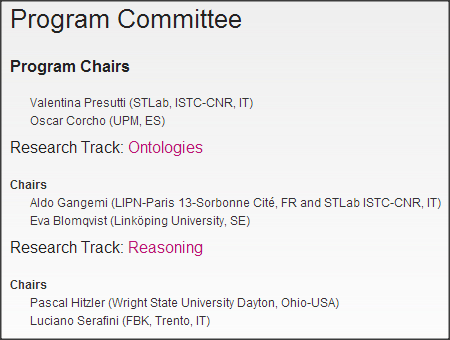 Program Committee
Program Chairs
Valentina Presutti (STLab, ISTC-CNR, IT)
Oscar Corcho (UPM, ES)
Research Track: Ontologies
Chairs
Aldo Gangemi (LIPN-Paris 13-Sorbonne Cité, FR and STLab ISTC-CNR, IT)
Eva Blomqvist (Linköping University, SE)
Research Track: Reasoning
Chairs
Pascal Hitzler (Wright State University Dayton, Ohio-USA)
Luciano Serafini (FBK, Trento, IT)